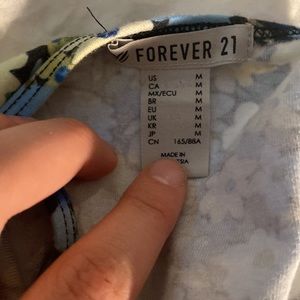 FOREVER 21
US M
CA M
MX/ECU M
BR M
EU M
UK M
KR M
JP M
CN 165/88A
MADE IN